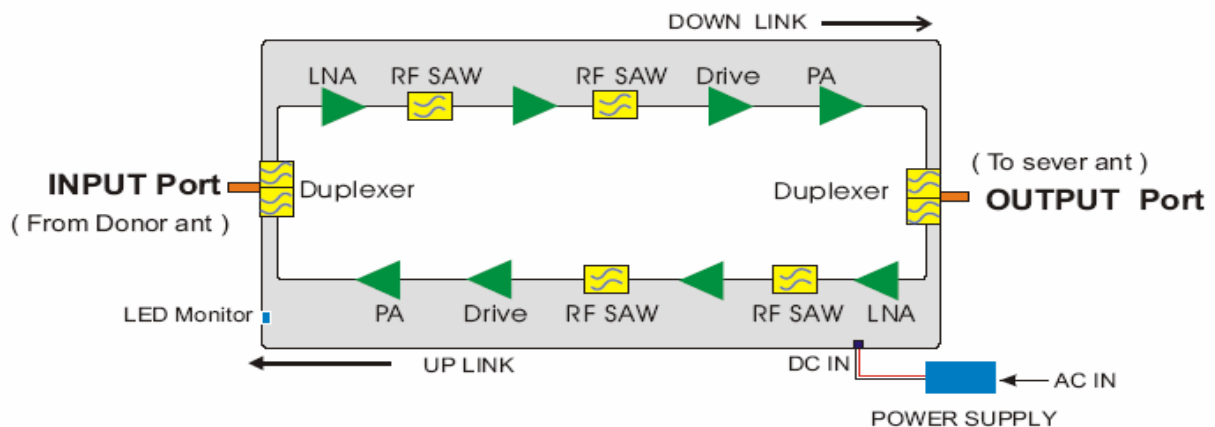 DOWN LINK
LNA RF SAW RF SAW Drive PA
INPUT Port
( From Donor ant )
Duplexer
Duplexer
( To sever ant )
OUTPUT Port
LED Monitor
PA Drive RF SAW RF SAW LNA
UP LINK
DC IN
AC IN
POWER SUPPLY